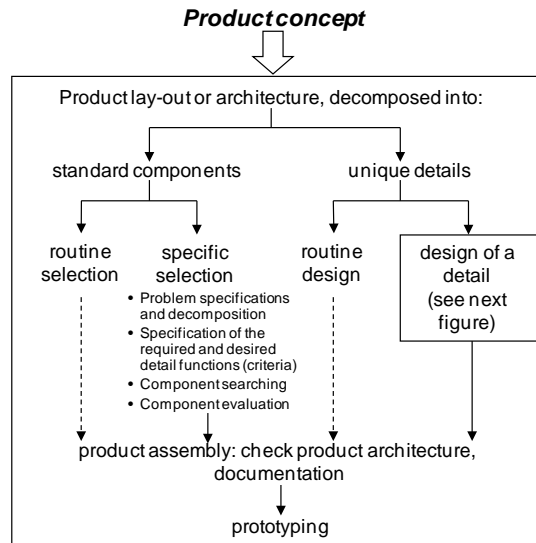 Product concept
Product lay-out or architecture, decomposed into:
standard components
unique details
routine
selection
specific
selection
• Problem specifications
and decomposition
• Specification of the
required and desired
detail functions (criteria)
• Component searching
• Component evaluation
routine
design
design of a
detail
(see next
figure)
product assembly: check product architecture,
documentation
prototyping